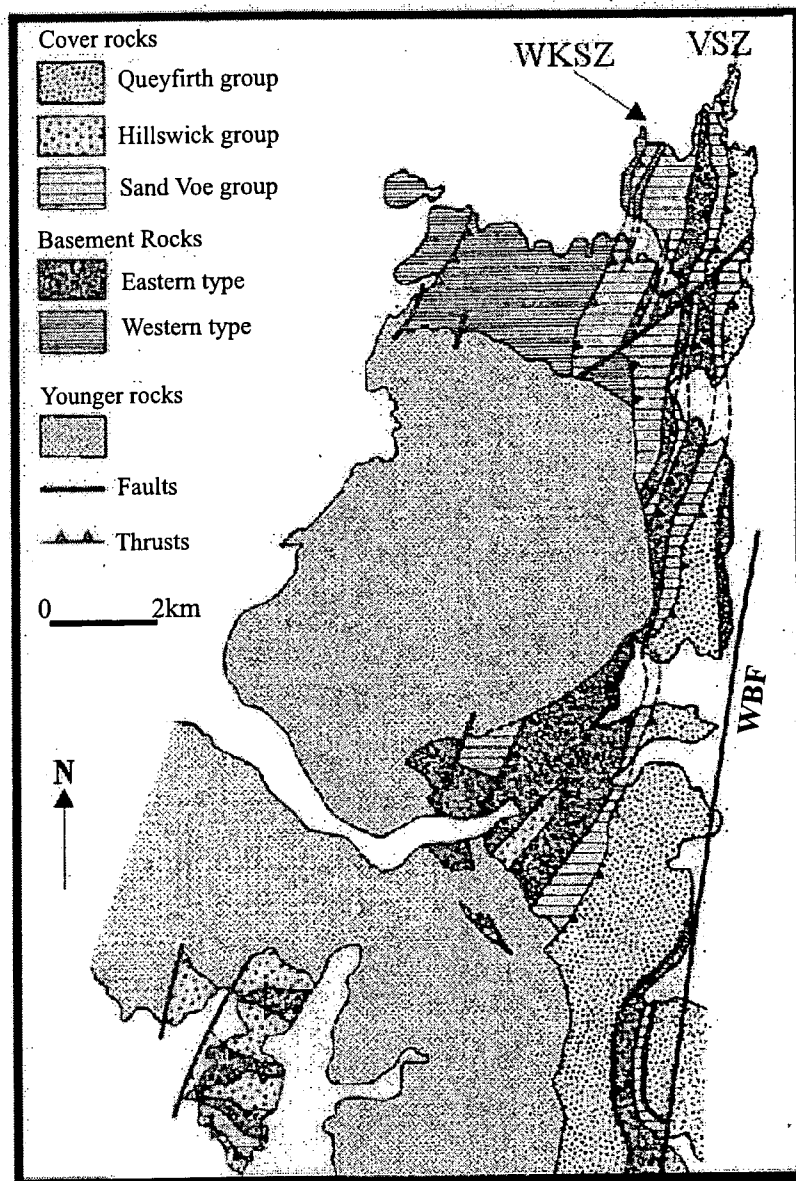 Cover rocks
Queyfirth group
Hillswick group
Sand Voe group
Basement Rocks
Eastern type
Western type
Younger rocks
Faults
Thrusts
0 2km
N
WKSZ
VSZ
WBF